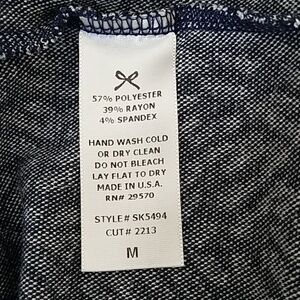 57% POLYESTER
39% RAYON
4% SPANDEX
HAND WASH COLD
OR DRY CLEAN
DO NOT BLEACH
LAY FLAT TO DRY
MADE IN U.S.A.
RN# 29570
STYLE# SK5494
CUT# 2213
M